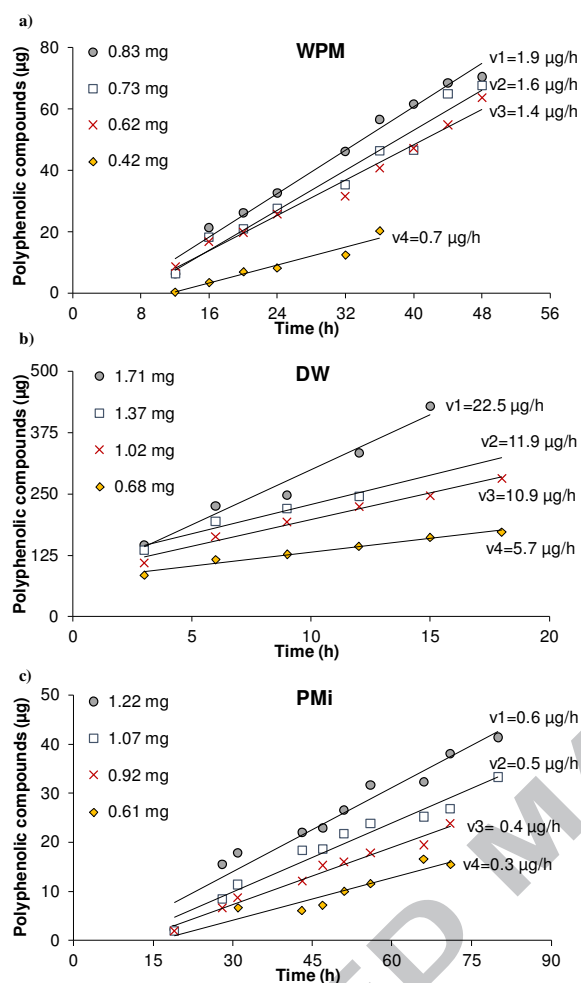 a)
WPM
0.83 mg
0.73 mg
0.62 mg
0.42 mg
v1=1.9 µg/h
v2=1.6 µg/h
v3=1.4 µg/h
v4=0.7 µg/h
Polyphenolic compounds (µg)
80
60
40
20
0
8 12 16 20 24 28 32 36 40 44 48 52 56
Time (h)
b)
DW
1.71 mg
1.37 mg
1.02 mg
0.68 mg
v1=22.5 µg/h
v2=11.9 µg/h
v3=10.9 µg/h
v4=5.7 µg/h
Polyphenolic compounds (µg)
500
375
250
125
0
0 5 10 15 20
Time (h)
c)
PMi
1.22 mg
1.07 mg
0.92 mg
0.61 mg
v1=0.6 µg/h
v2=0.5 µg/h
v3= 0.4 µg/h
v4=0.3 µg/h
Polyphenolic compounds (µg)
50
40
30
20
10
0
0 15 30 45 60 75 90
Time (h)